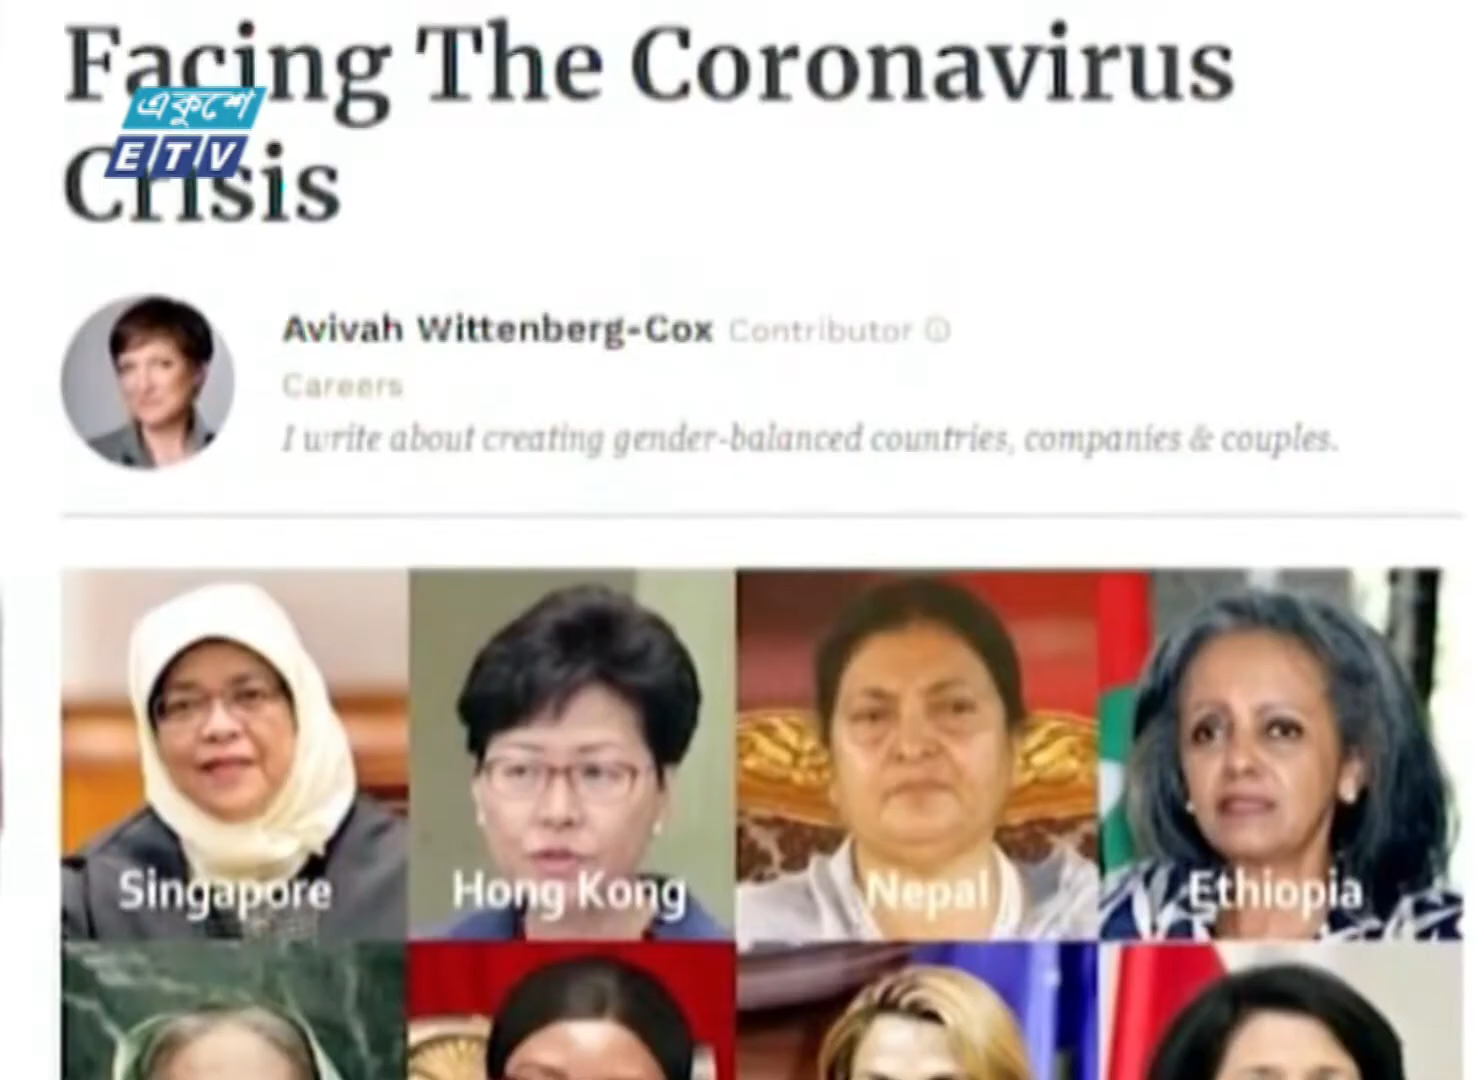 Facing The Coronavirus
একুশে
ETV
Crisis
Avivah Wittenberg-Cox Contributor
Careers
I write about creating gender-balanced countries, companies & couples.
Singapore Hong Kong Nepal Ethiopia